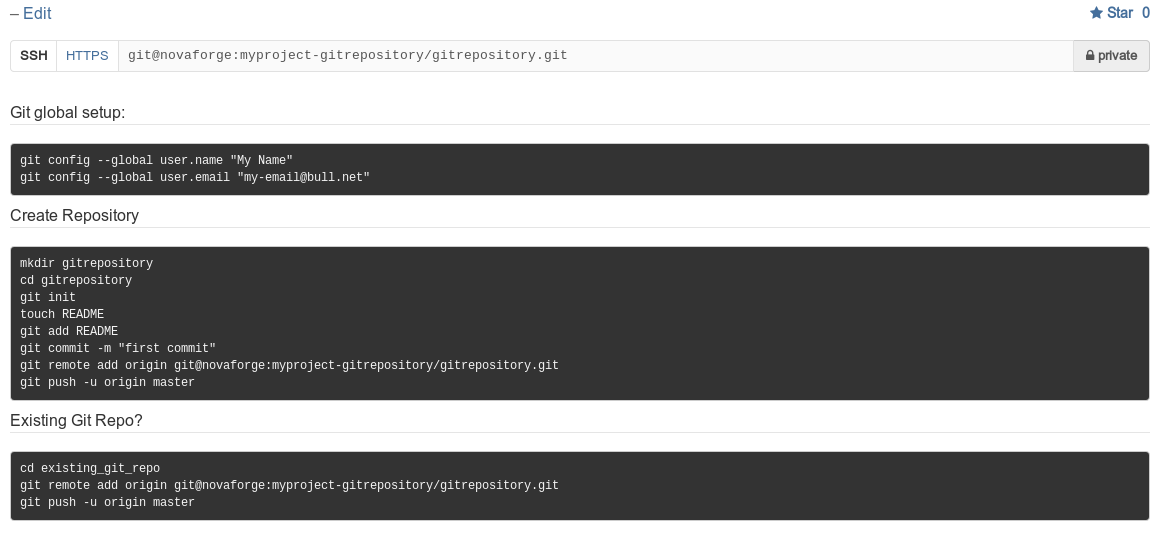 – Edit
Star 0
SSH HTTPS git@novaforge:myproject-gitrepository/gitrepository.git private
Git global setup:
git config --global user.name "My Name"
git config --global user.email "my-email@bull.net"
Create Repository
mkdir gitrepository
cd gitrepository
git init
touch README
git add README
git commit -m "first commit"
git remote add origin git@novaforge:myproject-gitrepository/gitrepository.git
git push -u origin master
Existing Git Repo?
cd existing_git_repo
git remote add origin git@novaforge:myproject-gitrepository/gitrepository.git
git push -u origin master